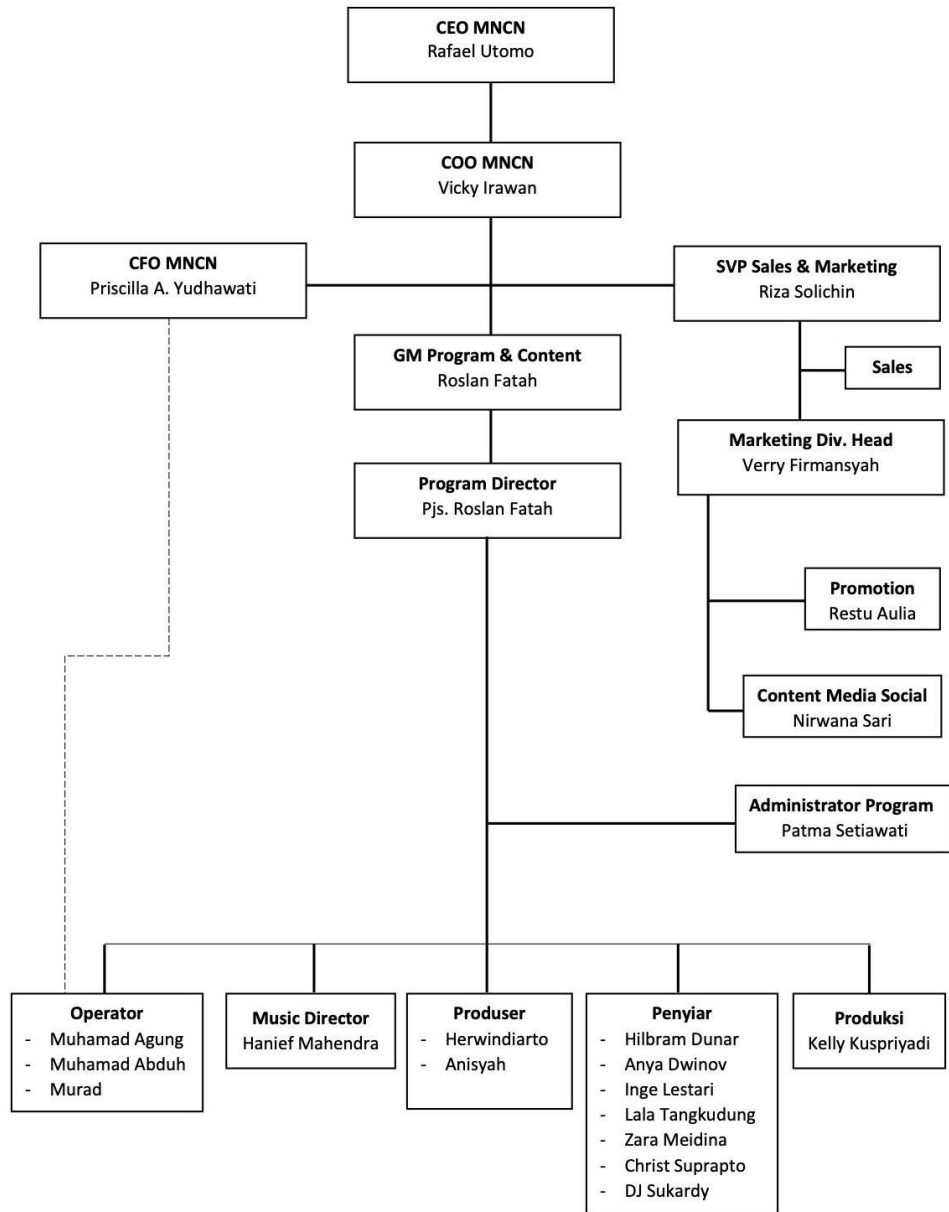 CEO MNCN
Rafael Utomo
COO MNCN
Vicky Irawan
CFO MNCN
Priscilla A. Yudhawati
SVP Sales & Marketing
Riza Solichin
GM Program & Content
Roslan Fatah
Sales
Marketing Div. Head
Verry Firmansyah
Program Director
Pjs. Roslan Fatah
Promotion
Restu Aulia
Content Media Social
Nirwana Sari
Administrator Program
Patma Setiawati
Operator
- Muhamad Agung
- Muhamad Abduh
- Murad
Music Director
Hanief Mahendra
Produser
- Herwindiarto
- Anisyah
Penyiar
- Hilbram Dunar
- Anya Dwinov
- Inge Lestari
- Lala Tangkudung
- Zara Meidina
- Christ Suprapto
- DJ Sukardy
Produksi
Kelly Kuspriyadi